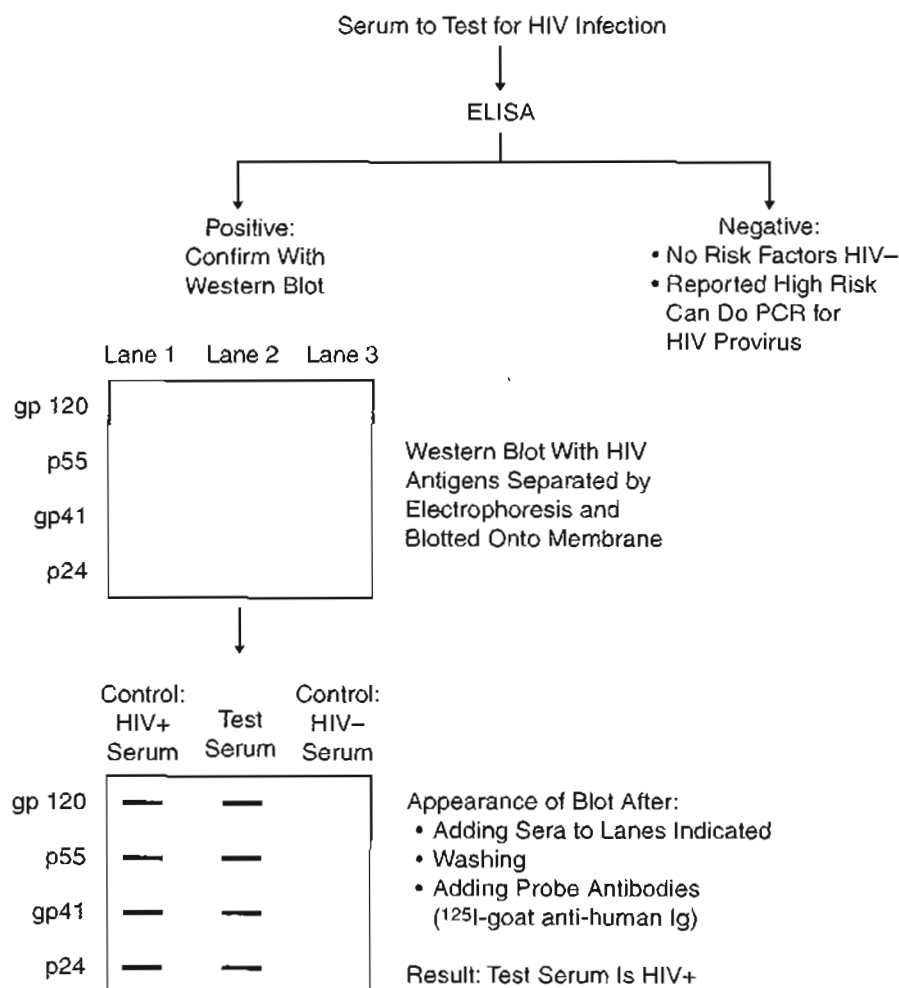 Serum to Test for HIV Infection
ELISA
Positive:
Confirm With
Western Blot
Negative:
• No Risk Factors HIV–
• Reported High Risk
Can Do PCR for
HIV Provirus
Lane 1 Lane 2 Lane 3
gp 120
p55
gp41
p24
Western Blot With HIV
Antigens Separated by
Electrophoresis and
Blotted Onto Membrane
Control:
HIV+
Serum
Test
Serum
Control:
HIV–
Serum
gp 120
p55
gp41
p24
Appearance of Blot After:
• Adding Sera to Lanes Indicated
• Washing
• Adding Probe Antibodies
(¹²⁵I-goat anti-human Ig)
Result: Test Serum Is HIV+